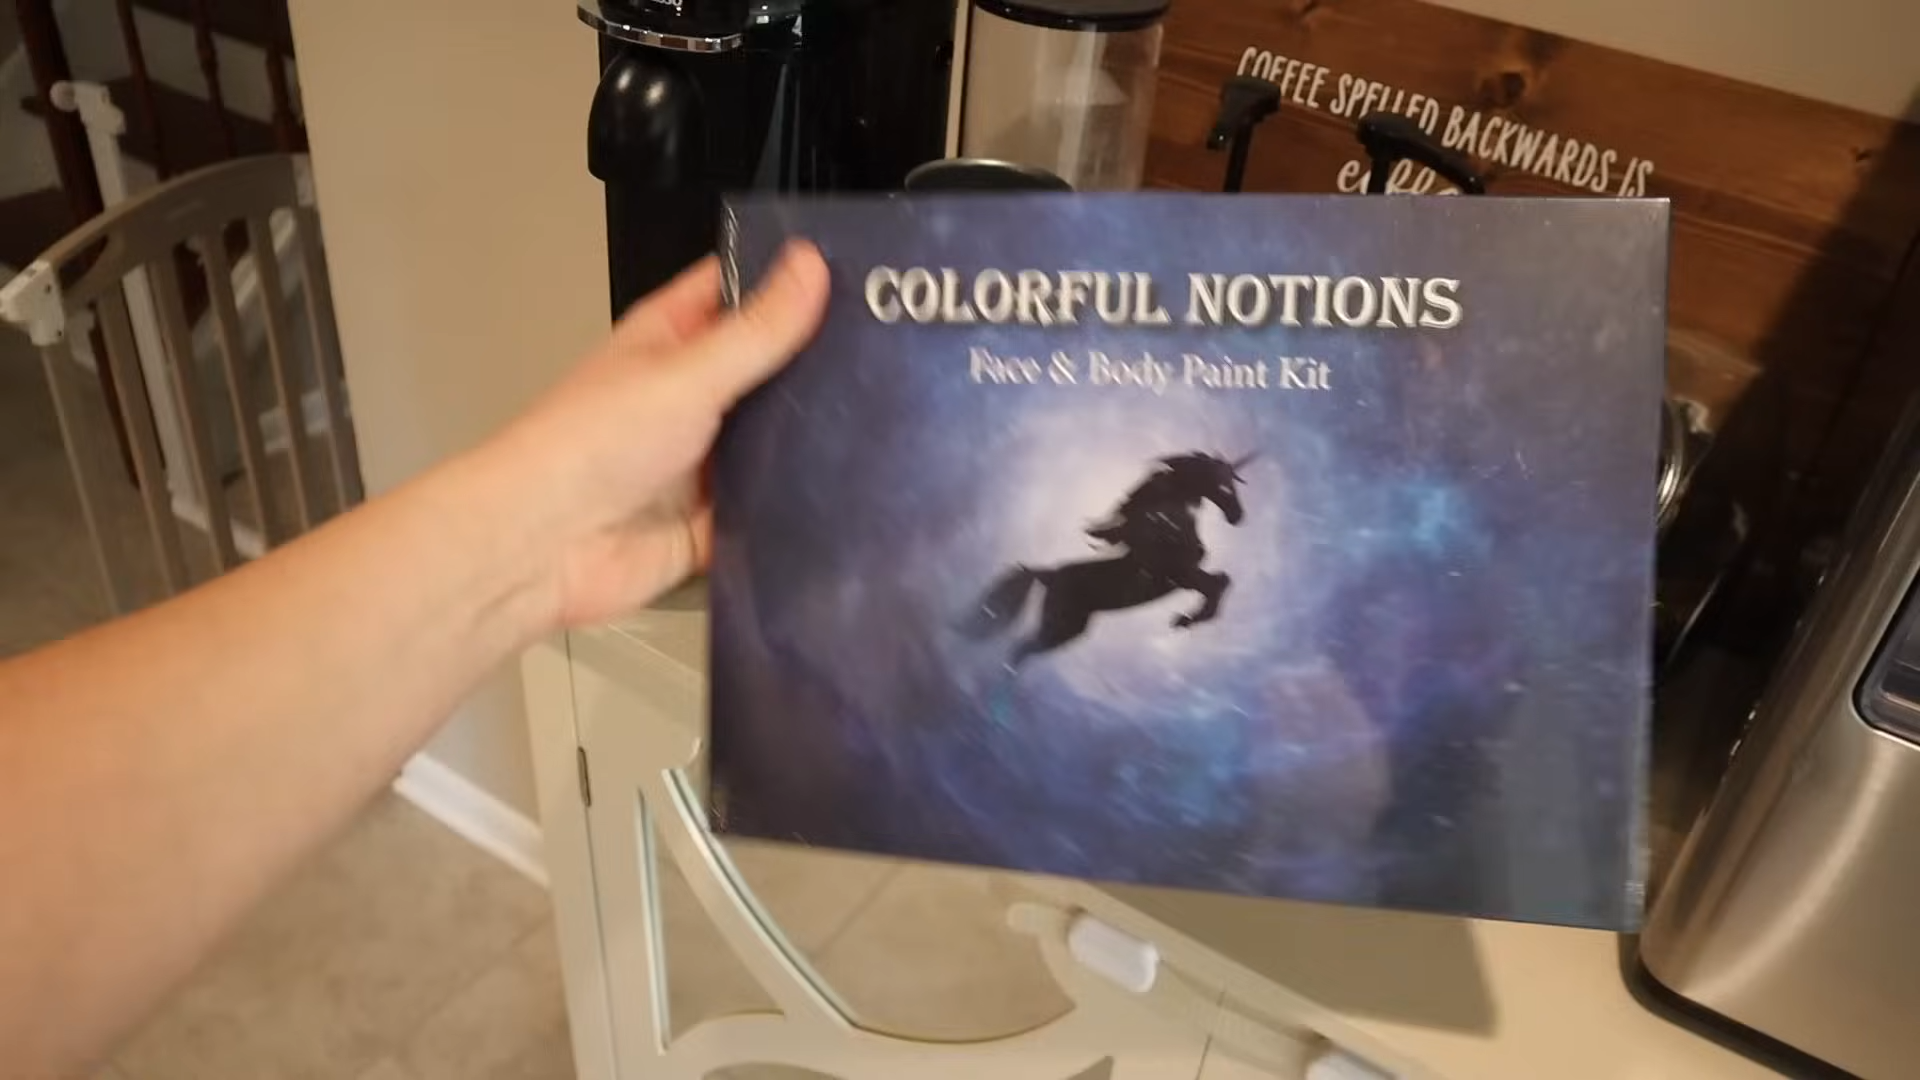 COFFEE SPELLED BACKWARDS IS
COLORFUL NOTIONS
Face & Body Paint Kit